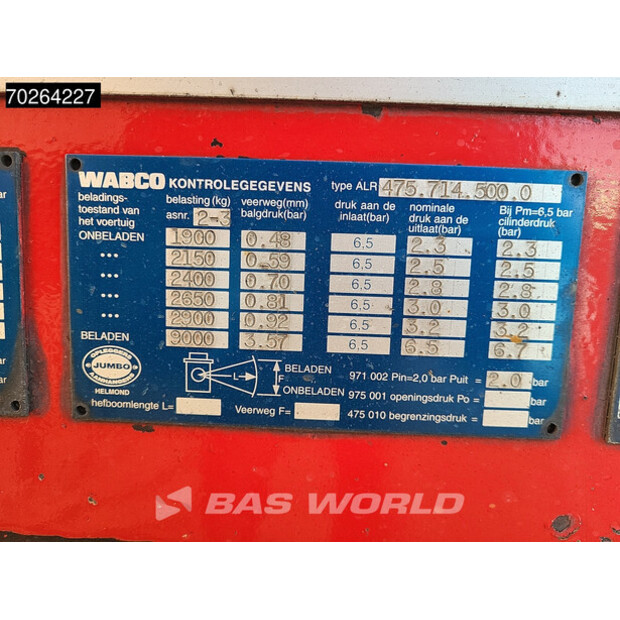 70264227
WABCO KONTROLEGEGEVENS type ALR 475.714.500.0
beladings-
toestand van
het voertuig
belasting (kg)
asnr. 2-3
veerweg(mm)
balgdruk(bar)
druk aan de
inlaat(bar)
nominale
druk aan de
uitlaat(bar)
Bij Pm=6,5 bar
cilinderdruk
(bar)
ONBELADEN 1900 0.48 6,5 2.3 2.3
.... 2150 0.59 6,5 2.5 2.5
.... 2400 0.70 6,5 2.8 2.8
.... 2650 0.81 6,5 3.0 3.0
.... 2900 0.92 6,5 3.2 3.2
BELADEN 9000 3.57 6,5 6.5 6.7
OPLEGGERS
JUMBO
AANHANGERS
HELMOND
L
F
BELADEN
ONBELADEN
971 002 Pin=2,0 bar Puit = 2.0 bar
975 001 openingsdruk Po = bar
hefboomlengte L= Veerweg F= 475 010 begrenzingsdruk = bar
BAS WORLD